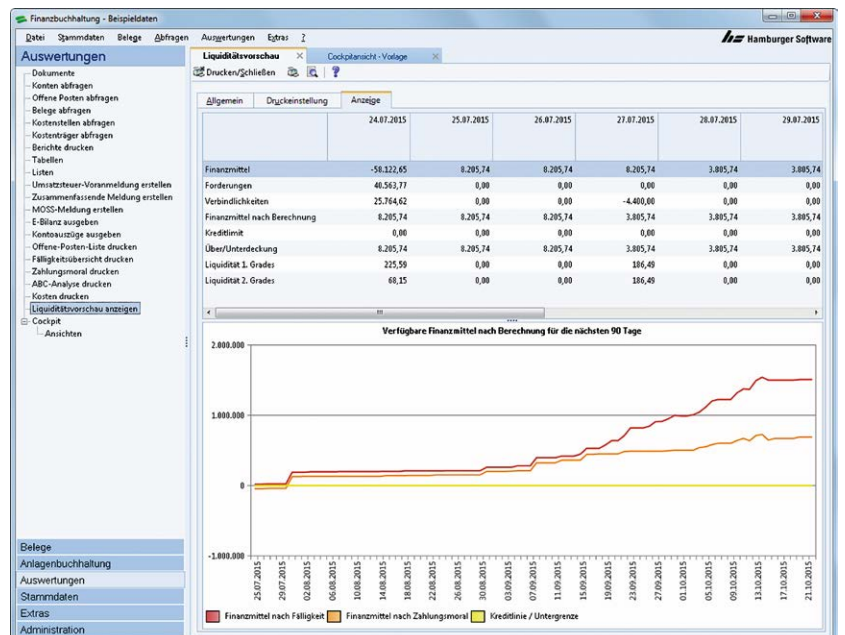 Finanzbuchhaltung - Beispieldaten
Datei Stammdaten Belege Abfragen Auswertungen Extras ?
Hamburger Software
Auswertungen
Dokumente
Konten abfragen
Offene Posten abfragen
Belege abfragen
Kostenstellen abfragen
Kostenträger abfragen
Berichte drucken
Tabellen
Listen
Umsatzsteuer-Voranmeldung erstellen
Zusammenfassende Meldung erstellen
MOSS-Meldung erstellen
E-Bilanz ausgeben
Kontoauszüge ausgeben
Offene-Posten-Liste drucken
Fälligkeitsübersicht drucken
Zahlungsmoral drucken
ABC-Analyse drucken
Kosten drucken
Liquiditätsvorschau anzeigen
Cockpit
Ansichten
Belege
Anlagenbuchhaltung
Auswertungen
Stammdaten
Extras
Administration
Liquiditätsvorschau Cockpitansicht - Vorlage
Drucken/Schließen ?
Allgemein Druckeinstellung Anzeige
24.07.2015 25.07.2015 26.07.2015 27.07.2015 28.07.2015 29.07.2015
Finanzmittel -58.122,65 8.205,74 8.205,74 8.205,74 3.805,74 3.805,74
Forderungen 40.563,77 0,00 0,00 0,00 0,00 0,00
Verbindlichkeiten 25.764,62 0,00 0,00 -4.400,00 0,00 0,00
Finanzmittel nach Berechnung 8.205,74 8.205,74 8.205,74 3.805,74 3.805,74 3.805,74
Kreditlimit 0,00 0,00 0,00 0,00 0,00 0,00
Über/Unterdeckung 8.205,74 8.205,74 8.205,74 3.805,74 3.805,74 3.805,74
Liquidität 1. Grades 225,59 0,00 0,00 186,49 0,00 0,00
Liquidität 2. Grades 68,15 0,00 0,00 186,49 0,00 0,00
Verfügbare Finanzmittel nach Berechnung für die nächsten 90 Tage
2.000.000
1.000.000
0
-1.000.000
25.07.2015 29.07.2015 02.08.2015 06.08.2015 10.08.2015 14.08.2015 18.08.2015 22.08.2015 26.08.2015 30.08.2015 03.09.2015 07.09.2015 11.09.2015 15.09.2015 19.09.2015 23.09.2015 27.09.2015 01.10.2015 05.10.2015 09.10.2015 13.10.2015 17.10.2015 21.10.2015
Finanzmittel nach Fälligkeit Finanzmittel nach Zahlungsmoral Kreditlinie / Untergrenze